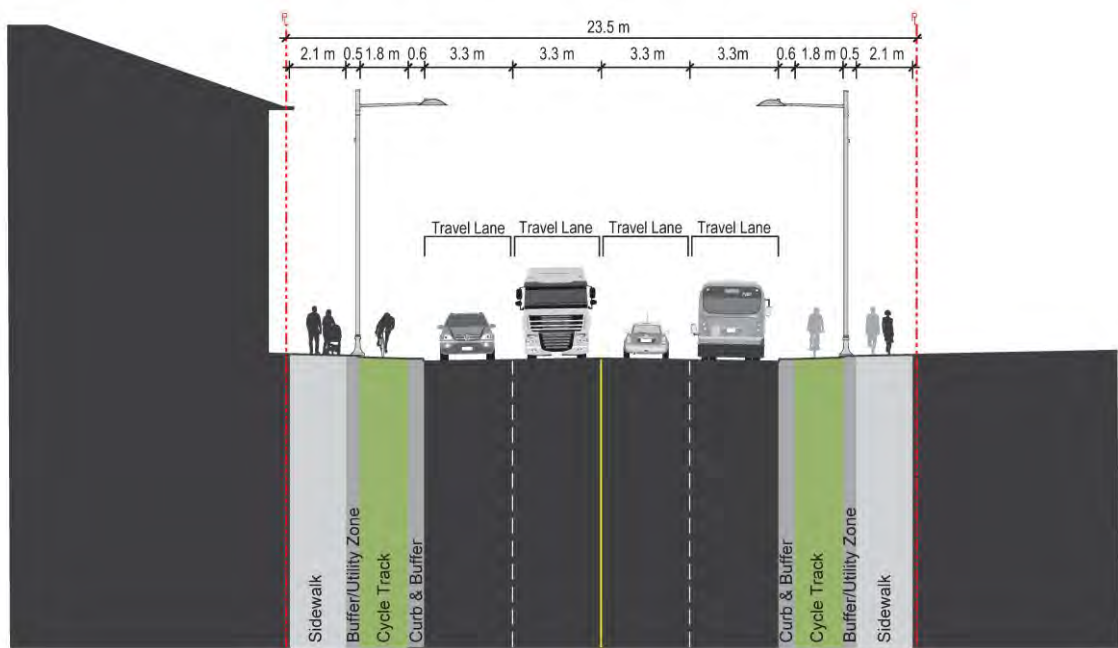 P P
23.5 m
2.1 m 0.5 1.8 m 0.6 3.3 m 3.3 m 3.3 m 3.3m 0.6 1.8 m 0.5 2.1 m
Travel Lane Travel Lane Travel Lane Travel Lane
Sidewalk
Buffer/Utility Zone
Cycle Track
Curb & Buffer
Curb & Buffer
Cycle Track
Buffer/Utility Zone
Sidewalk